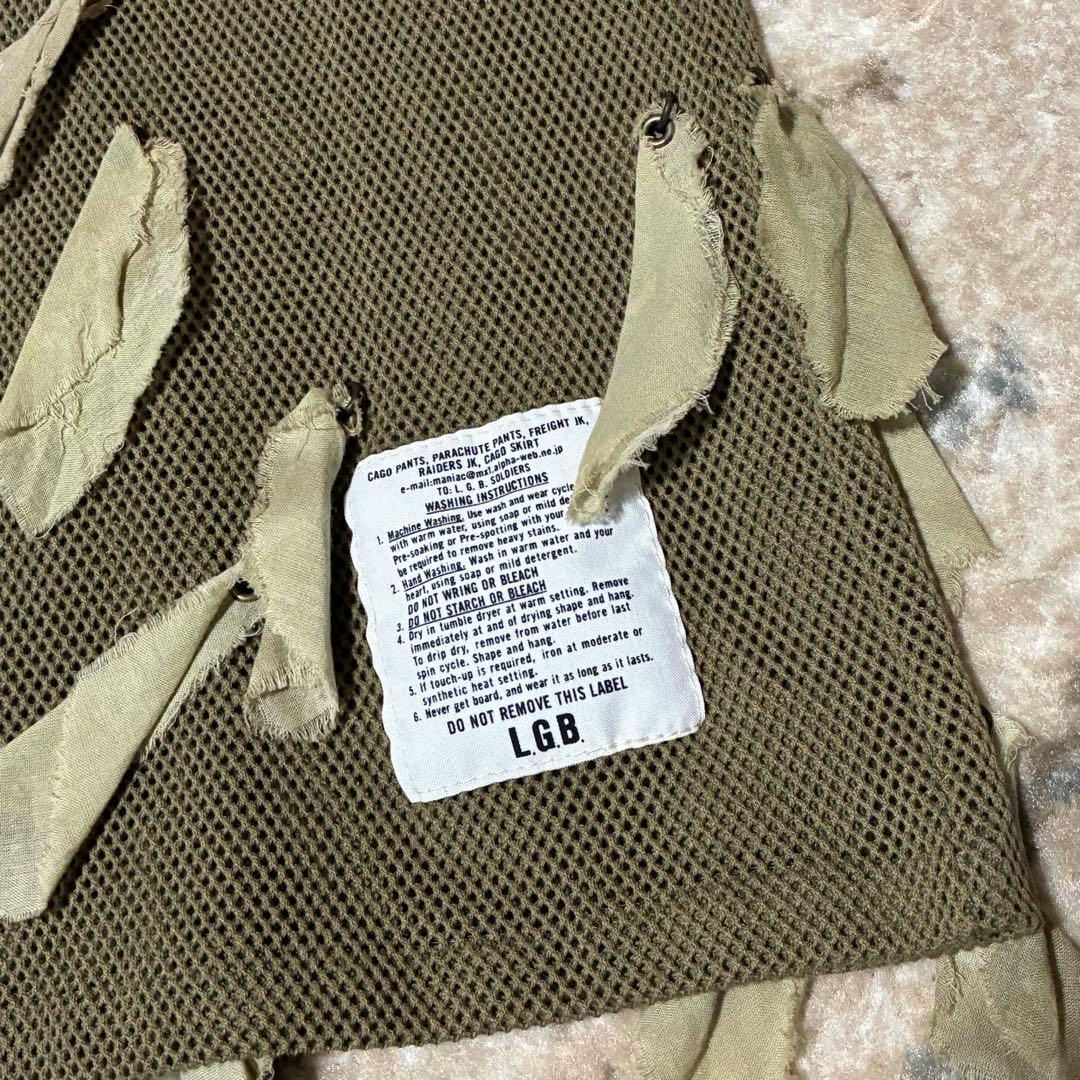 CAGO PANTS, PARACHUTE PANTS, FREIGHT JK,
RAIDERS JK, CAGO SKIRT
e-mail:maniac@mxl.alpha-web.ne.jp
TO: L. G. B. SOLDIERS
WASHING INSTRUCTIONS
1. Machine Washing. Use wash and wear cycle
with warm water, using soap or mild
Pre-soaking or Pre-spotting with your
be required to remove heavy stains.
2. Hand Washing. Wash in warm water and your
hearl, using soap or mild detergent.
DO NOT WRING OR BLEACH
3. DO NOT STARCH OR BLEACH
4. Dry in tumble dryer at warm setting. Remove
immediately at and of drying shape and hang.
To drip dry, remove from water before last
spin cycle. Shape and hang.
5. If touch-up is required, iron at moderate or
synthetic heat setting.
6. Never get board, and wear it as long as it lasts.
DO NOT REMOVE THIS LABEL
L.G.B.